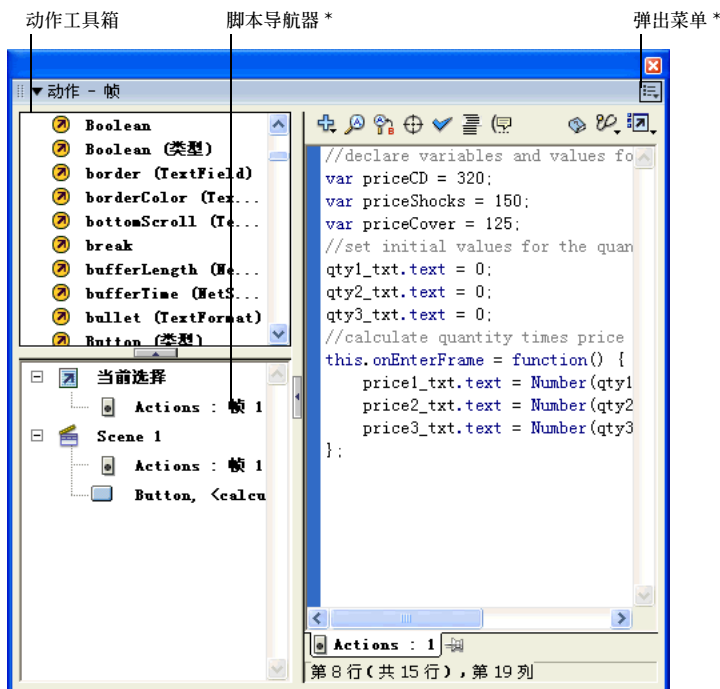 动作工具箱
脚本导航器 *
弹出菜单 *
▼动作 - 帧
Boolean
Boolean (类型)
border (TextField)
borderColor (Tex...
bottomScroll (Te...
break
bufferLength (Ne...
bufferTime (NetS...
bullet (TextFormat)
Button (类型)
当前选择
Actions : 帧 1
Scene 1
Actions : 帧 1
Button, <calcu
//declare variables and values fo
var priceCD = 320;
var priceShocks = 150;
var priceCover = 125;
//set initial values for the quan
qty1_txt.text = 0;
qty2_txt.text = 0;
qty3_txt.text = 0;
//calculate quantity times price
this.onEnterFrame = function() {
price1_txt.text = Number(qty1
price2_txt.text = Number(qty2
price3_txt.text = Number(qty3
};
Actions : 1
第 8 行(共 15 行)，第 19 列